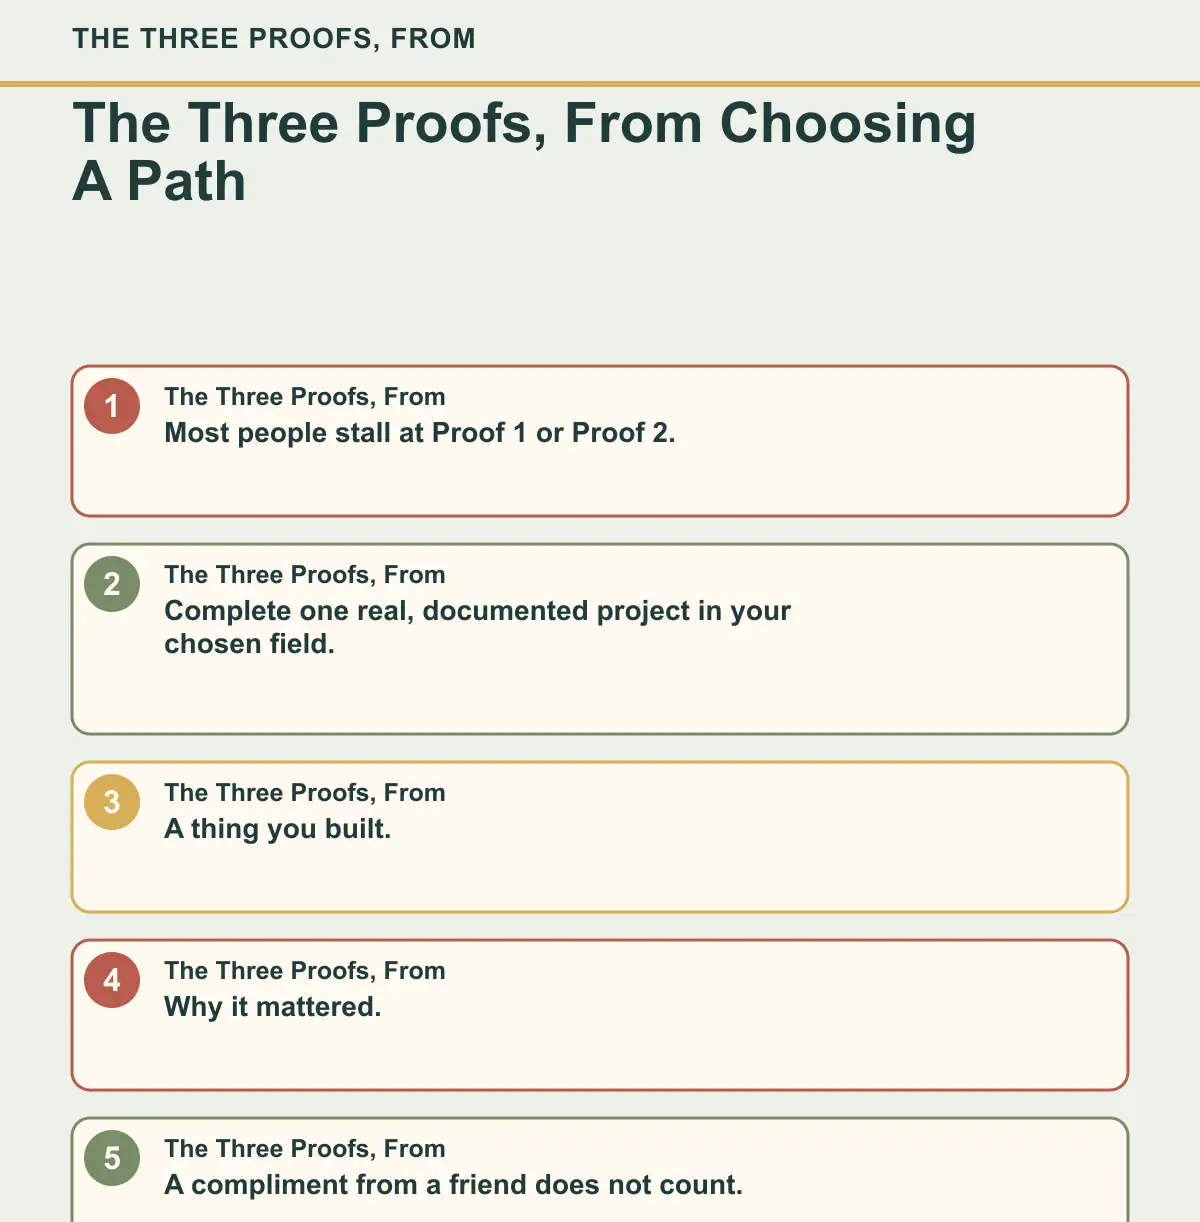 THE THREE PROOFS, FROM
The Three Proofs, From Choosing
A Path
1
The Three Proofs, From
Most people stall at Proof 1 or Proof 2.
2
The Three Proofs, From
Complete one real, documented project in your
chosen field.
3
The Three Proofs, From
A thing you built.
4
The Three Proofs, From
Why it mattered.
5
The Three Proofs, From
A compliment from a friend does not count.